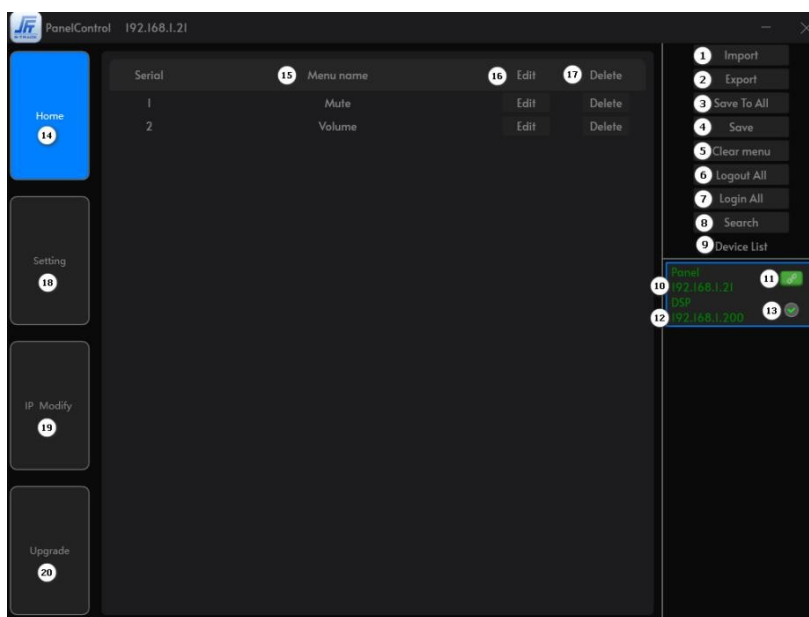 PanelControl 192.168.1.21
1 Import
2 Export
3 Save To All
4 Save
5 Clear menu
6 Logout All
7 Login All
8 Search
9 Device List
10 Panel
192.168.1.21
11
12 DSP
192.168.1.200
13
Home
14
Serial 15 Menu name 16 Edit 17 Delete
1 Mute Edit Delete
2 Volume Edit Delete
Setting
18
IP Modify
19
Upgrade
20